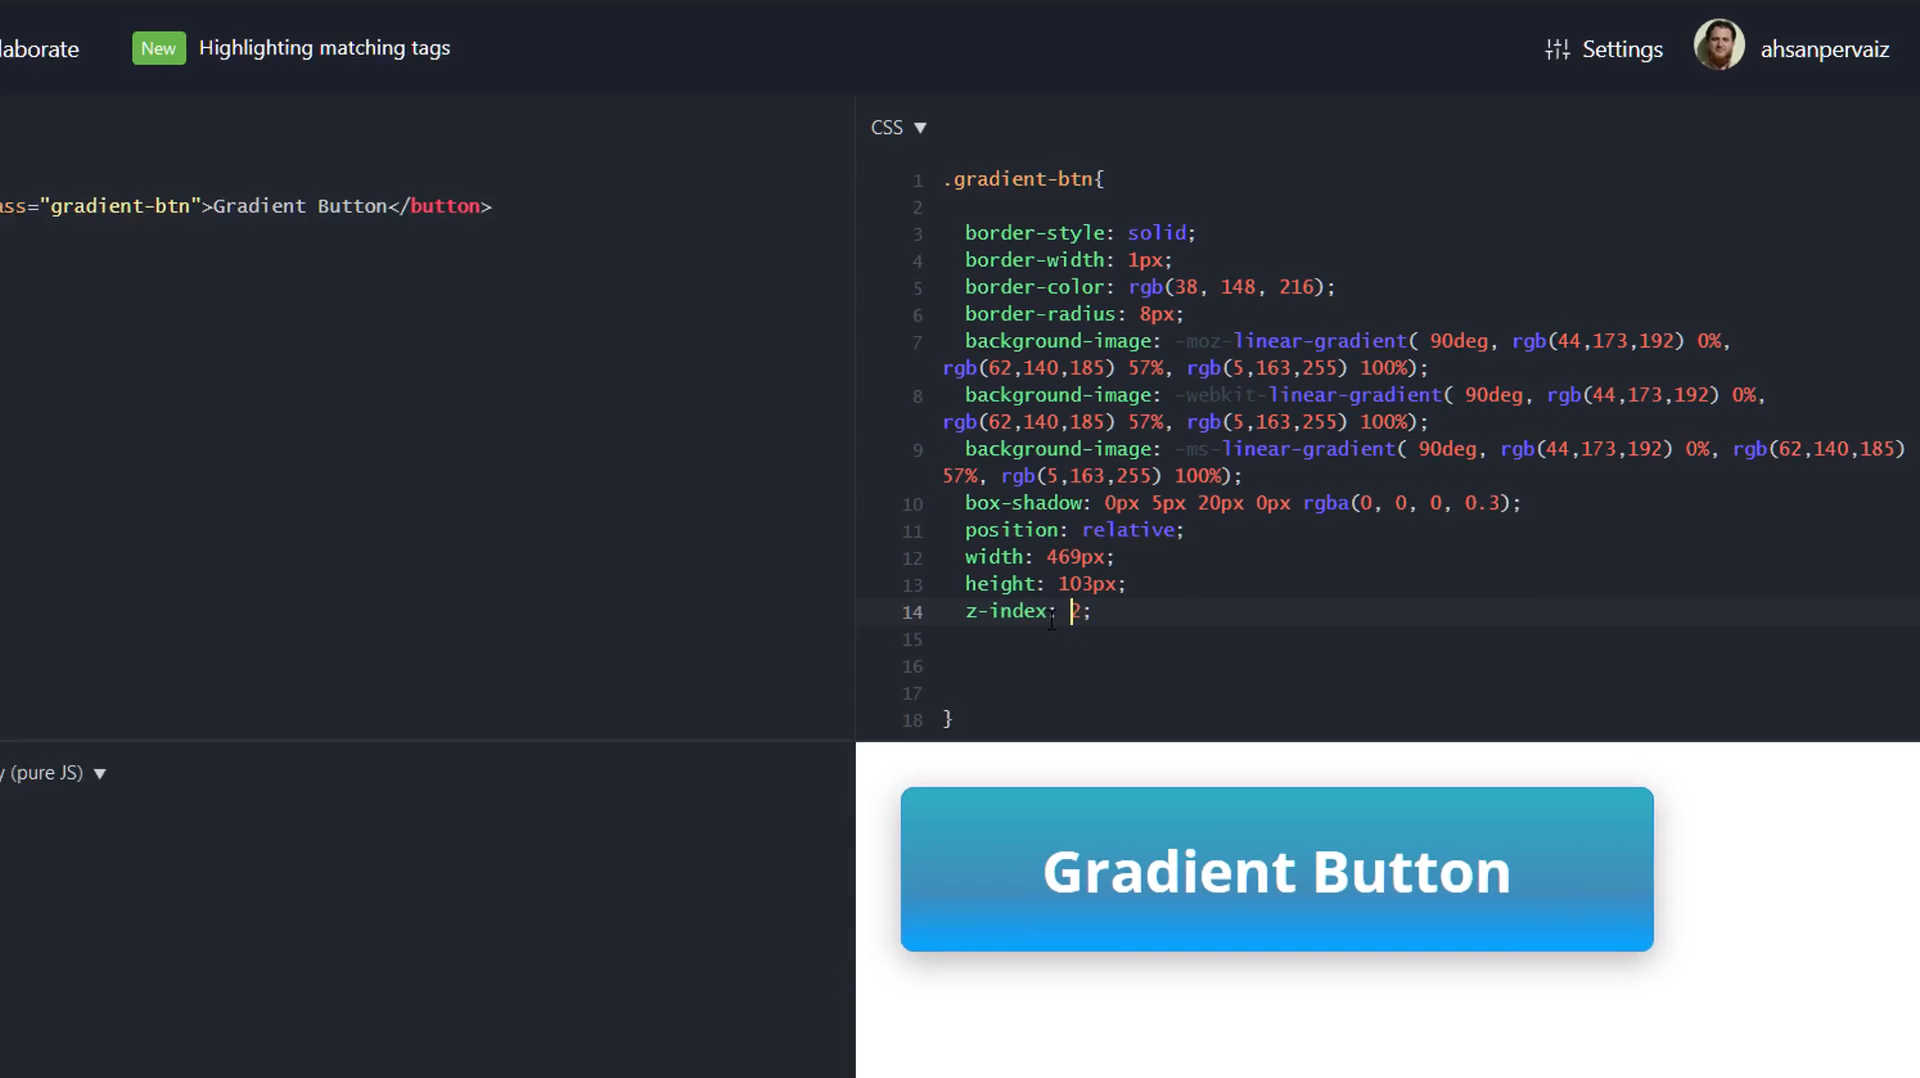 laborate
New Highlighting matching tags
Settings
ahsanpervaiz
ass="gradient-btn">Gradient Button</button>
CSS ▼
1 .gradient-btn{
2
3 border-style: solid;
4 border-width: 1px;
5 border-color: rgb(38, 148, 216);
6 border-radius: 8px;
7 background-image: -moz-linear-gradient( 90deg, rgb(44,173,192) 0%,
rgb(62,140,185) 57%, rgb(5,163,255) 100%);
8 background-image: -webkit-linear-gradient( 90deg, rgb(44,173,192) 0%,
rgb(62,140,185) 57%, rgb(5,163,255) 100%);
9 background-image: -ms-linear-gradient( 90deg, rgb(44,173,192) 0%, rgb(62,140,185)
57%, rgb(5,163,255) 100%);
10 box-shadow: 0px 5px 20px 0px rgba(0, 0, 0, 0.3);
11 position: relative;
12 width: 469px;
13 height: 103px;
14 z-index: 2;
15
16
17
18 }
y (pure JS) ▼
Gradient Button